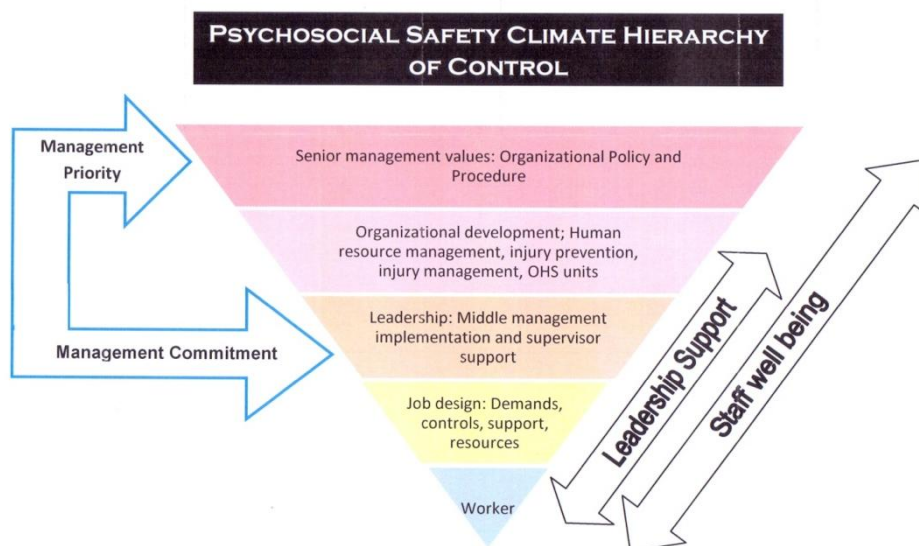 PSYCHOSOCIAL SAFETY CLIMATE HIERARCHY
OF CONTROL
Management
Priority
Senior management values: Organizational Policy and
Procedure
Organizational development; Human
resource management, injury prevention,
injury management, OHS units
Leadership: Middle management
implementation and supervisor
support
Management Commitment
Job design: Demands,
controls, support,
resources
Worker
Leadership Support
Staff well being